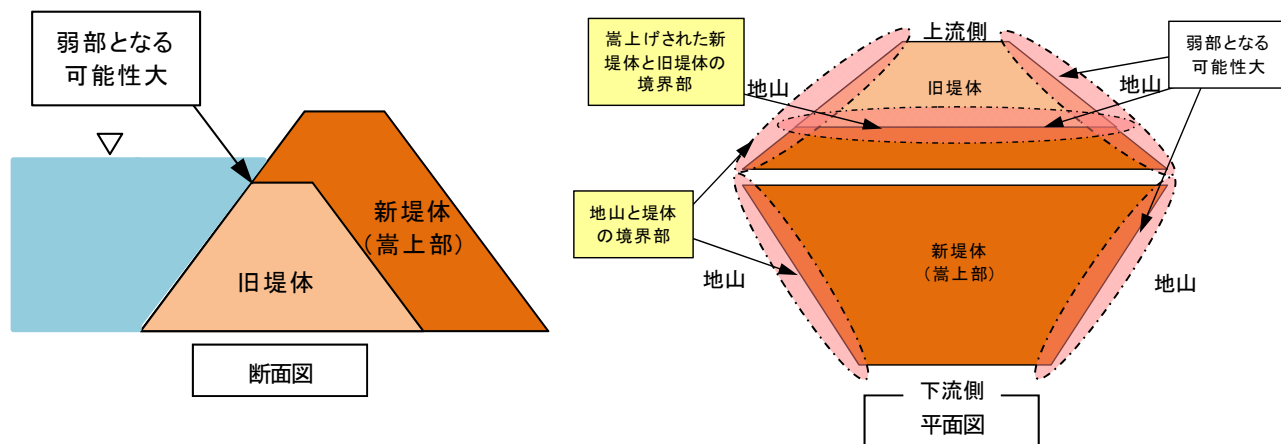 弱部となる
可能性大
新堤体
(嵩上部)
旧堤体
断面図
嵩上げされた新
堤体と旧堤体の
境界部
上流側
弱部となる
可能性大
地山
地山
旧堤体
地山と堤体
の境界部
新堤体
(嵩上部)
地山
地山
下流側
平面図